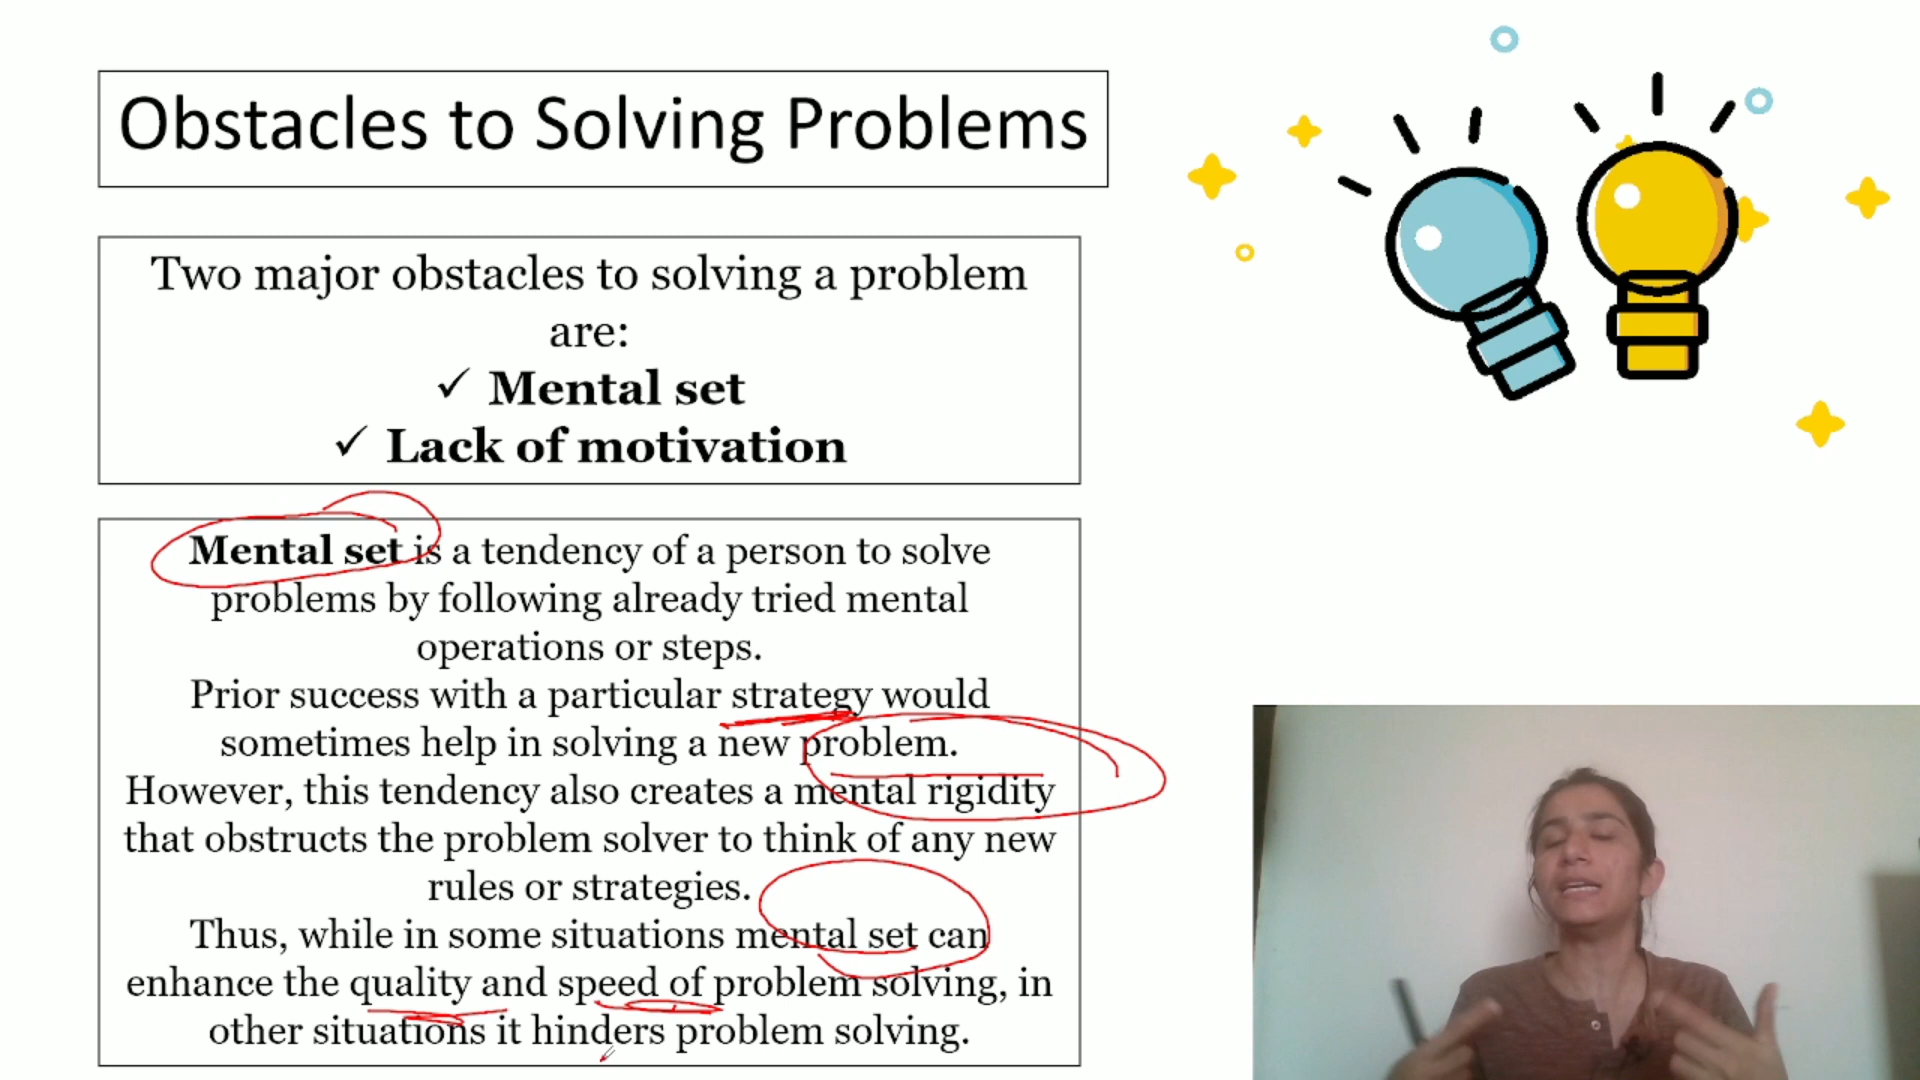 Obstacles to Solving Problems
Two major obstacles to solving a problem
are:
✓ Mental set
✓ Lack of motivation
Mental set is a tendency of a person to solve
problems by following already tried mental
operations or steps.
Prior success with a particular strategy would
sometimes help in solving a new problem.
However, this tendency also creates a mental rigidity
that obstructs the problem solver to think of any new
rules or strategies.
Thus, while in some situations mental set can
enhance the quality and speed of problem solving, in
other situations it hinders problem solving.